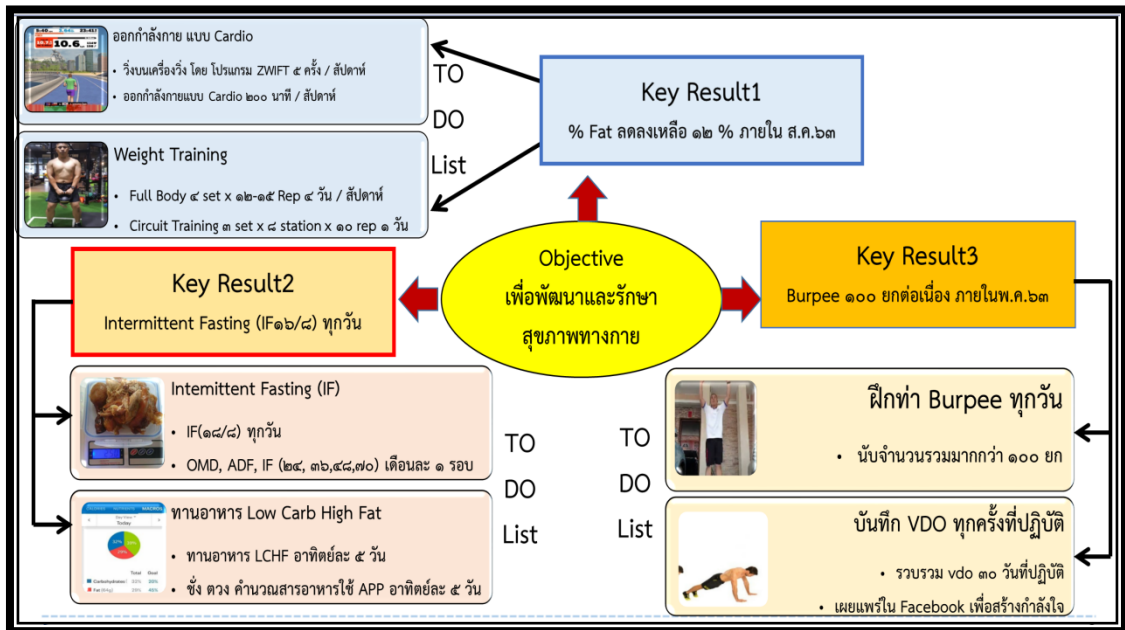 ออกกำลังกาย แบบ Cardio
• วิ่งบนเครื่องวิ่ง โดย โปรแกรม ZWIFT ๕ ครั้ง / สัปดาห์
• ออกกำลังกายแบบ Cardio ๒๐๐ นาที / สัปดาห์
10.6
Weight Training
• Full Body ๔ set x ๑๒-๑๕ Rep ๔ วัน / สัปดาห์
• Circuit Training ๓ set x ๘ station x ๑๐ rep ๑ วัน
TO
DO
List
Key Result1
% Fat ลดลงเหลือ ๑๒ % ภายใน ส.ค.๖๓
Objective
เพื่อพัฒนาและรักษา
สุขภาพทางกาย
Key Result2
Intermittent Fasting (IF๑๖/๘) ทุกวัน
Key Result3
Burpee ๑๐๐ ยกต่อเนื่อง ภายในพ.ค.๖๓
Intemittent Fasting (IF)
• IF(๑๘/๘) ทุกวัน
• OMD, ADF, IF (๒๔, ๓๖,๔๘,๗๐) เดือนละ ๑ รอบ
ทานอาหาร Low Carb High Fat
• ทานอาหาร LCHF อาทิตย์ละ ๕ วัน
• ชั่ง ตวง คำนวณสารอาหารใช้ APP อาทิตย์ละ ๕ วัน
MACROS
Today
Total
Carbohydrates
Fat
TO
DO
List
TO
DO
List
ฝึกท่า Burpee ทุกวัน
• นับจำนวนรวมมากกว่า ๑๐๐ ยก
บันทึก VDO ทุกครั้งที่ปฏิบัติ
• รวบรวม vdo ๓๐ วันที่ปฏิบัติ
• เผยแพร่ใน Facebook เพื่อสร้างกำลังใจ